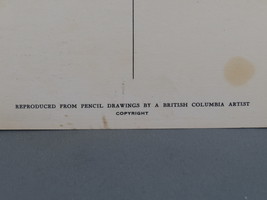 REPRODUCED FROM PENCIL DRAWINGS BY A BRITISH COLUMBIA ARTIST
COPYRIGHT